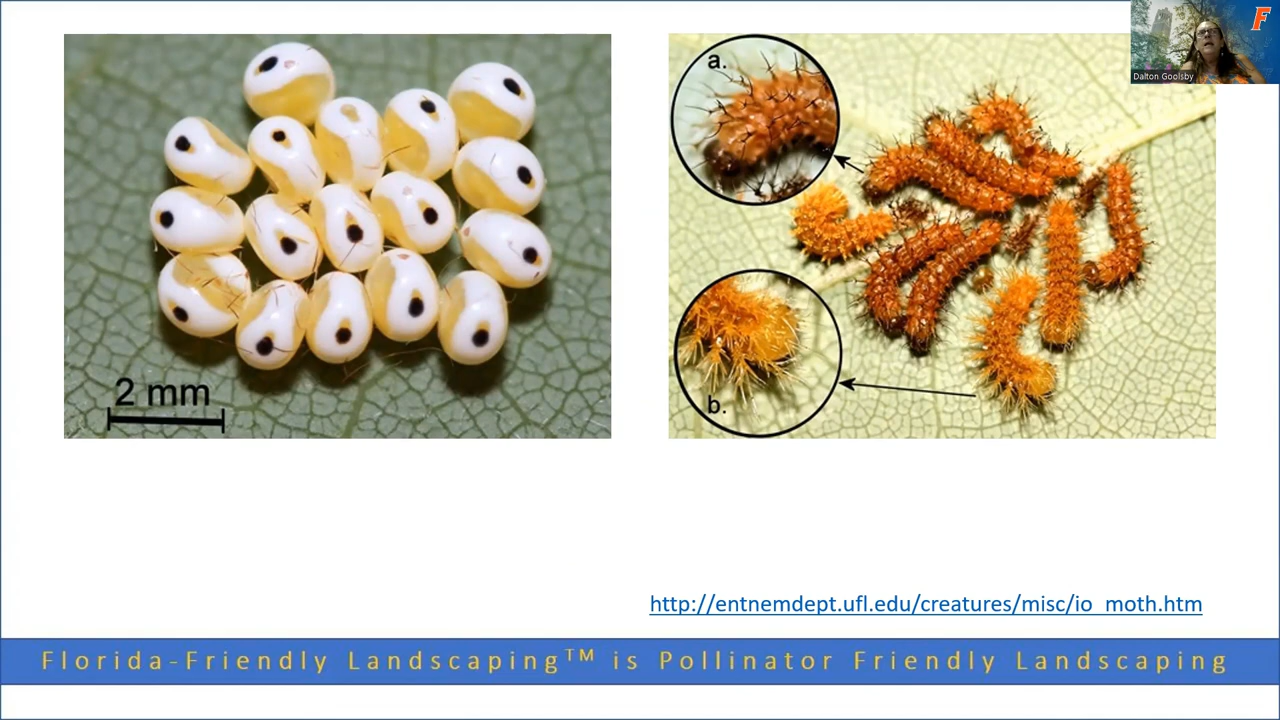 a.
F
Dalton Goolsby
2 mm
b.
http://entnemdept.ufl.edu/creatures/misc/io_moth.htm
Florida-Friendly Landscaping™ is Pollinator Friendly Landscaping